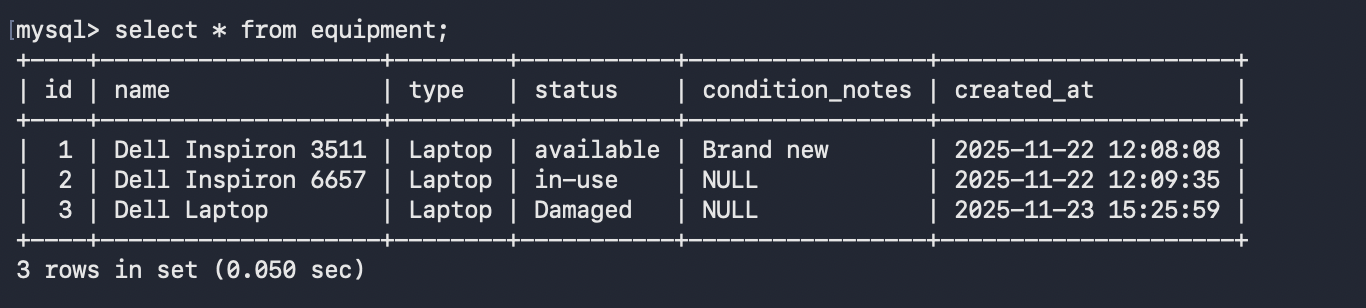 [mysql> select * from equipment;
+----+---------------------+--------+-----------+-----------------+---------------------+
| id | name                | type   | status    | condition_notes | created_at          |
+----+---------------------+--------+-----------+-----------------+---------------------+
|  1 | Dell Inspiron 3511 | Laptop | available | Brand new       | 2025-11-22 12:08:08 |
|  2 | Dell Inspiron 6657 | Laptop | in-use    | NULL            | 2025-11-22 12:09:35 |
|  3 | Dell Laptop        | Laptop | Damaged   | NULL            | 2025-11-23 15:25:59 |
+----+---------------------+--------+-----------+-----------------+---------------------+
3 rows in set (0.050 sec)